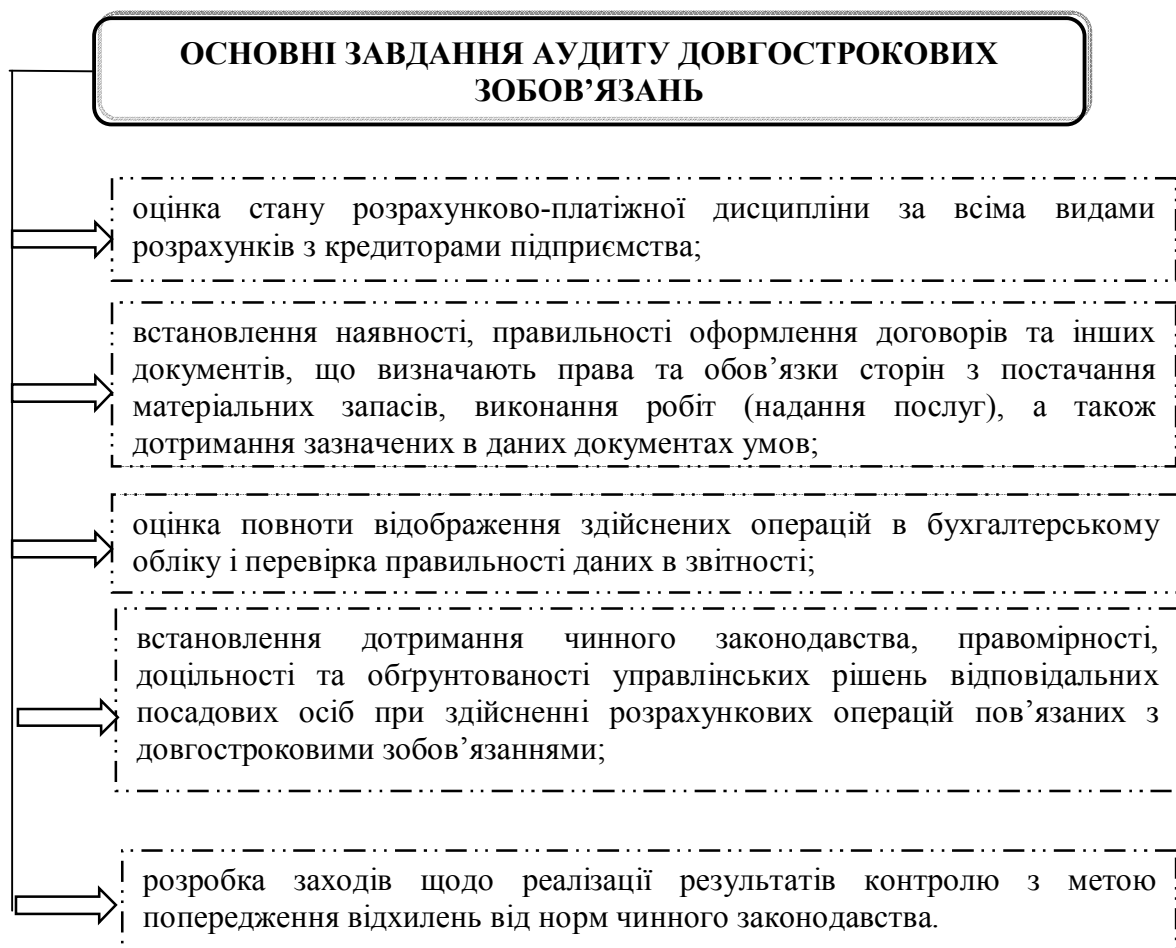 ОСНОВНІ ЗАВДАННЯ АУДИТУ ДОВГОСТРОКОВИХ
ЗОБОВ’ЯЗАНЬ
оцінка стану розрахунково-платіжної дисципліни за всіма видами
розрахунків з кредиторами підприємства;
встановлення наявності, правильності оформлення договорів та інших
документів, що визначають права та обов’язки сторін з постачання
матеріальних запасів, виконання робіт (надання послуг), а також
дотримання зазначених в даних документах умов;
оцінка повноти відображення здійснених операцій в бухгалтерському
обліку і перевірка правильності даних в звітності;
встановлення дотримання чинного законодавства, правомірності,
доцільності та обґрунтованості управлінських рішень відповідальних
посадових осіб при здійсненні розрахункових операцій пов’язаних з
довгостроковими зобов’язаннями;
розробка заходів щодо реалізації результатів контролю з метою
попередження відхилень від норм чинного законодавства.